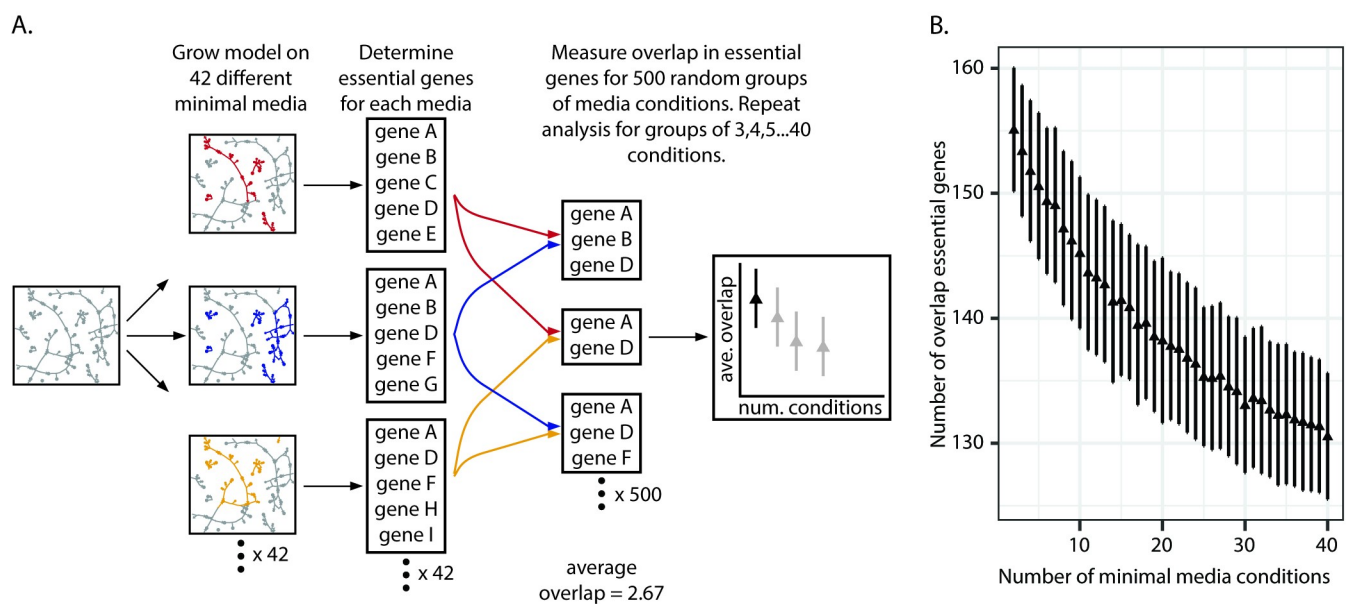 A.
Grow model on
42 different
minimal media
Determine
essential genes
for each media
Measure overlap in essential
genes for 500 random groups
of media conditions. Repeat
analysis for groups of 3,4,5...40
conditions.
gene A
gene B
gene C
gene D
gene E
gene A
gene B
gene D
gene F
gene G
gene A
gene D
gene F
gene H
gene I
x 42
x 42
gene A
gene B
gene D
gene A
gene D
gene A
gene D
gene F
x 500
average
overlap = 2.67
ave. overlap
num. conditions
B.
Number of overlap essential genes
160
150
140
130
10
20
30
40
Number of minimal media conditions